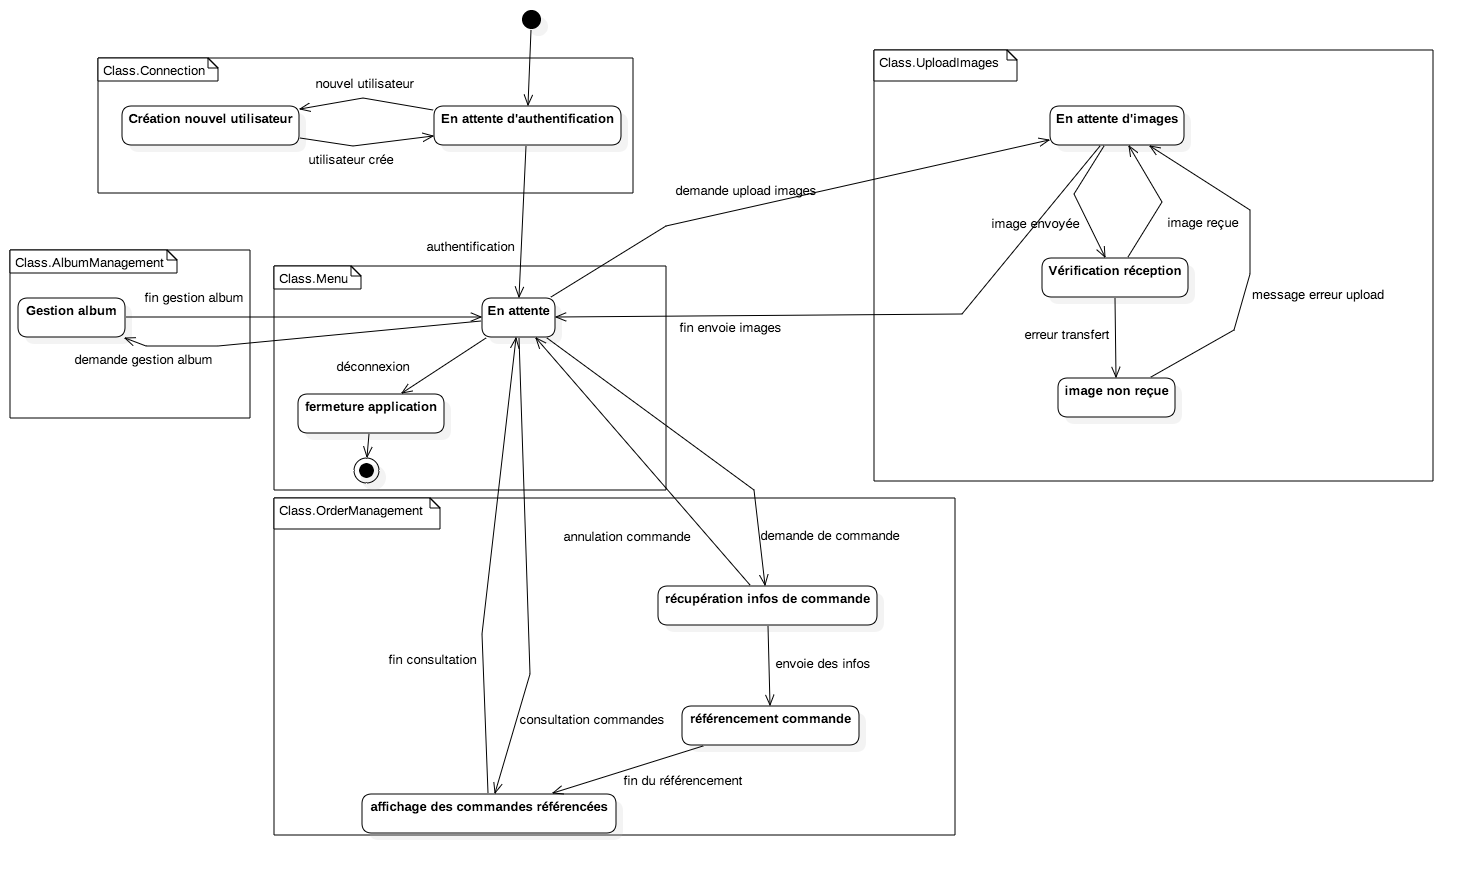 Class.Connection
nouvel utilisateur
Création nouvel utilisateur
En attente d'authentification
utilisateur crée
Class.UploadImages
En attente d'images
demande upload images
image envoyée
image reçue
Vérification réception
message erreur upload
erreur transfert
image non reçue
authentification
Class.AlbumManagement
fin gestion album
Gestion album
demande gestion album
Class.Menu
En attente
fin envoie images
déconnexion
fermeture application
Class.OrderManagement
annulation commande
demande de commande
récupération infos de commande
fin consultation
envoie des infos
référencement commande
consultation commandes
fin du référencement
affichage des commandes référencées